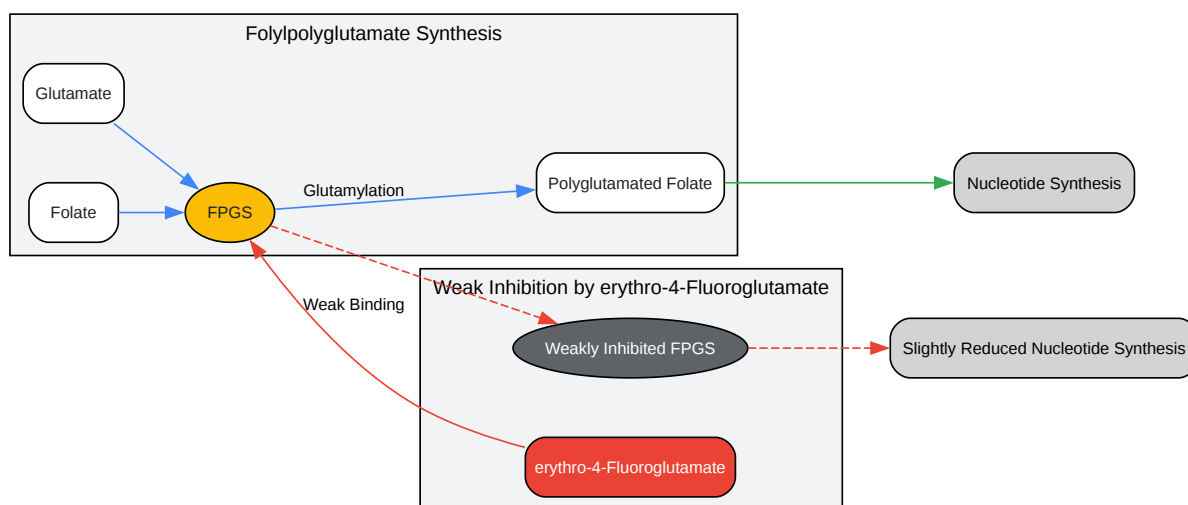 Folylpolyglutamate Synthesis
Glutamate
Folate
FPGS
Glutamylation
Polyglutamated Folate
Nucleotide Synthesis
Weak Inhibition by erythro-4-Fluoroglutamate
Weak Binding
Weakly Inhibited FPGS
Slightly Reduced Nucleotide Synthesis
erythro-4-Fluoroglutamate